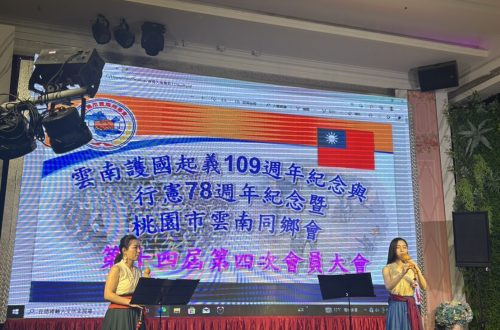 雲南護國起義109週年紀念與
行憲78週年紀念暨
桃園市雲南同鄉會
第十四屆第四次會員大會